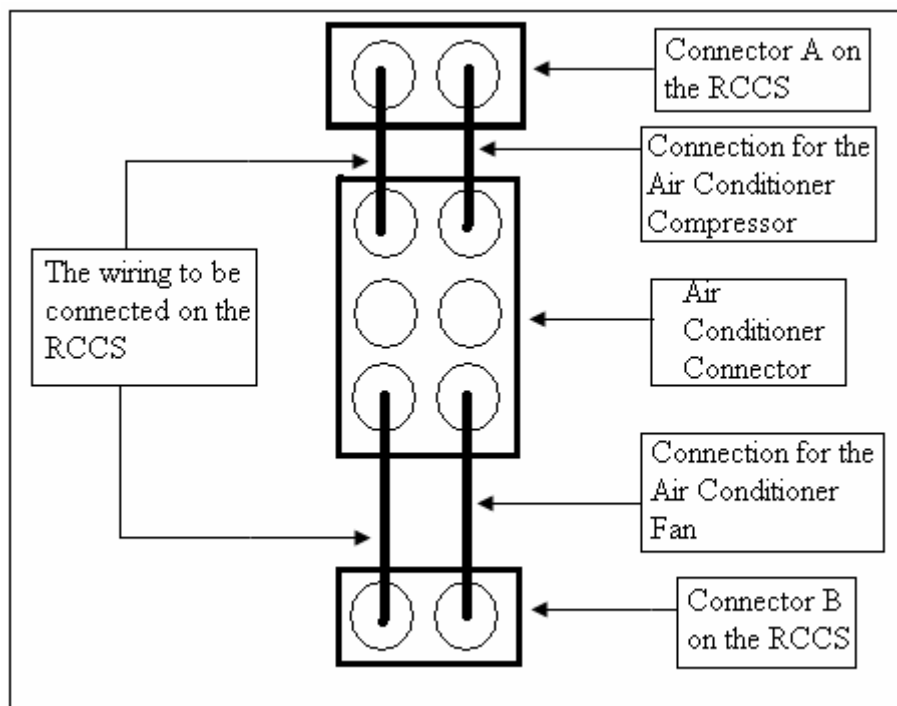 Connector A on
the RCCS
Connection for the
Air Conditioner
Compressor
The wiring to be
connected on the
RCCS
Air
Conditioner
Connector
Connection for the
Air Conditioner
Fan
Connector B
on the RCCS